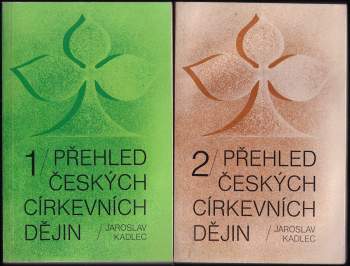 1/PŘEHLED
ČESKÝCH
CÍRKEVNÍCH
DĚJIN /JAROSLAV
KADLEC
2/PŘEHLED
ČESKÝCH
CÍRKEVNÍCH
DĚJIN /JAROSLAV
KADLEC